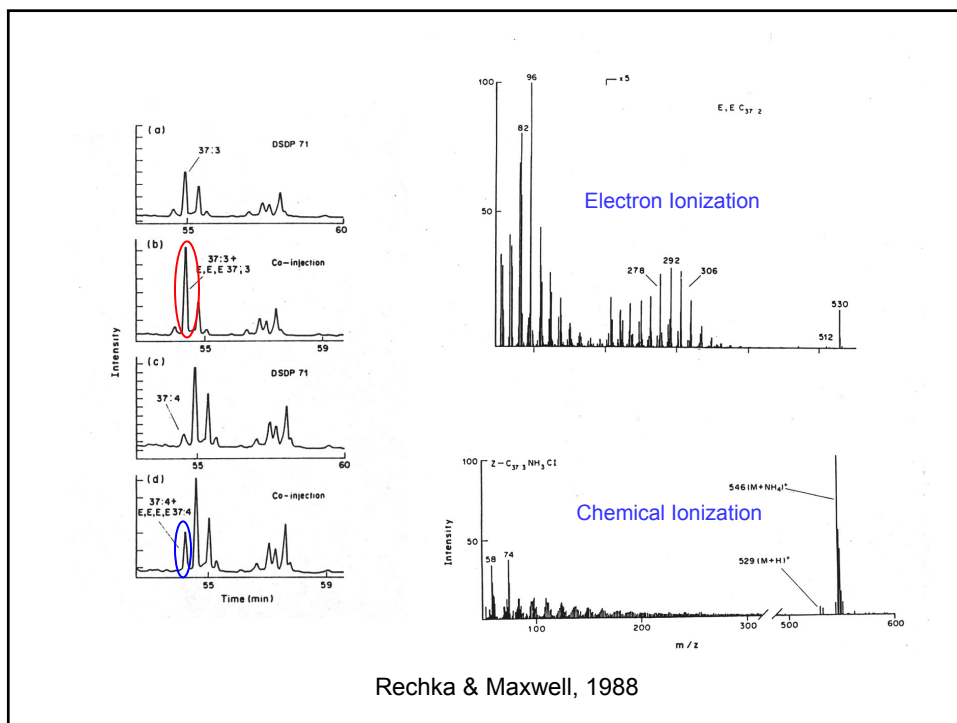 (a)
37:3
DSDP 71
55
60
(b)
37:3+
E,E,E 37:3
Co-injection
55
59
Intensity
(c)
37:4
DSDP 71
55
60
(d)
37:4+
E,E,E,E37:4
Co-injection
55
59
Time (min)
100
96
x5
E,E C37:2
82
50
Electron Ionization
278
292
306
530
512
100
Z-C37:3 NH3 CI
546(M+NH4)+
Chemical Ionization
Intensity
50
58
74
529(M+H)+
100
200
300
500
600
m/z
Rechka & Maxwell, 1988